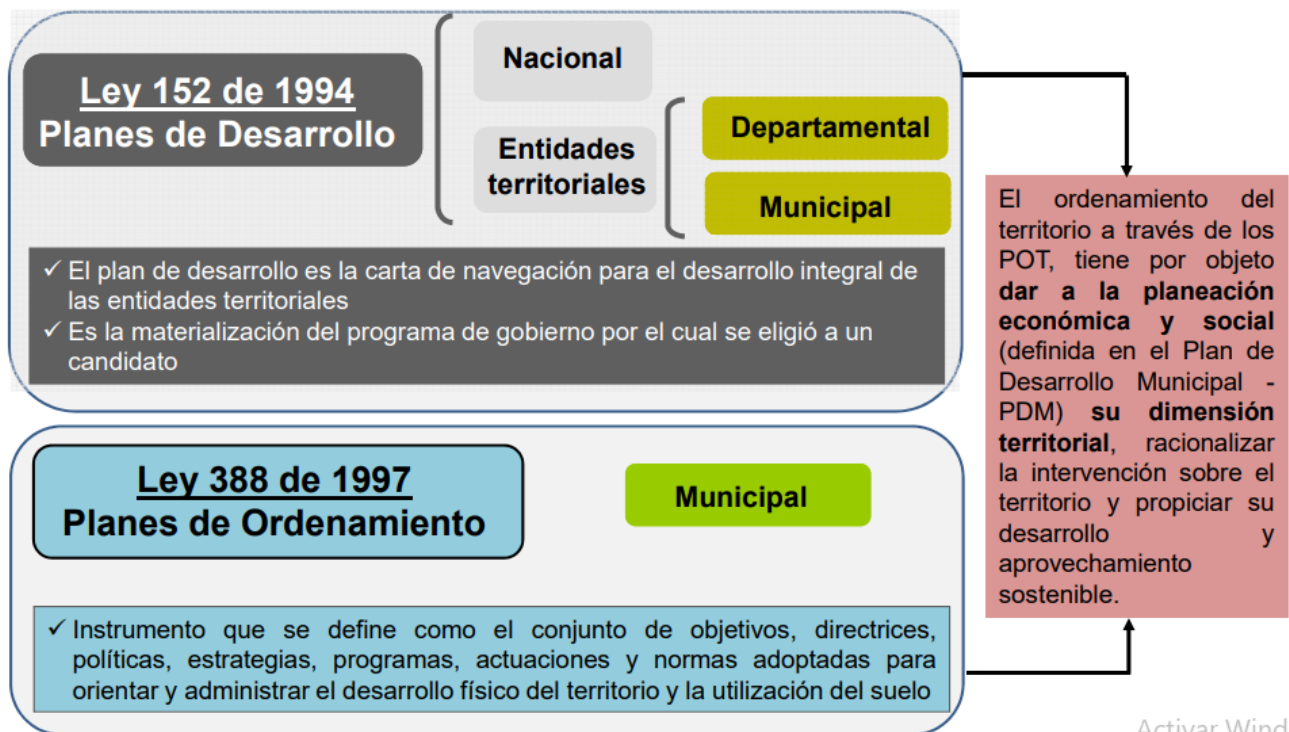 Ley 152 de 1994
Planes de Desarrollo
Nacional
Entidades
territoriales
Departamental
Municipal
✓ El plan de desarrollo es la carta de navegación para el desarrollo integral de
las entidades territoriales
✓ Es la materialización del programa de gobierno por el cual se eligió a un
candidato
Ley 388 de 1997
Planes de Ordenamiento
Municipal
✓ Instrumento que se define como el conjunto de objetivos, directrices,
políticas, estrategias, programas, actuaciones y normas adoptadas para
orientar y administrar el desarrollo físico del territorio y la utilización del suelo
El ordenamiento del
territorio a través de los
POT, tiene por objeto
dar a la planeación
económica y social
(definida en el Plan de
Desarrollo Municipal -
PDM) su dimensión
territorial, racionalizar
la intervención sobre el
territorio y propiciar su
desarrollo y
aprovechamiento
sostenible.
Activar Wind